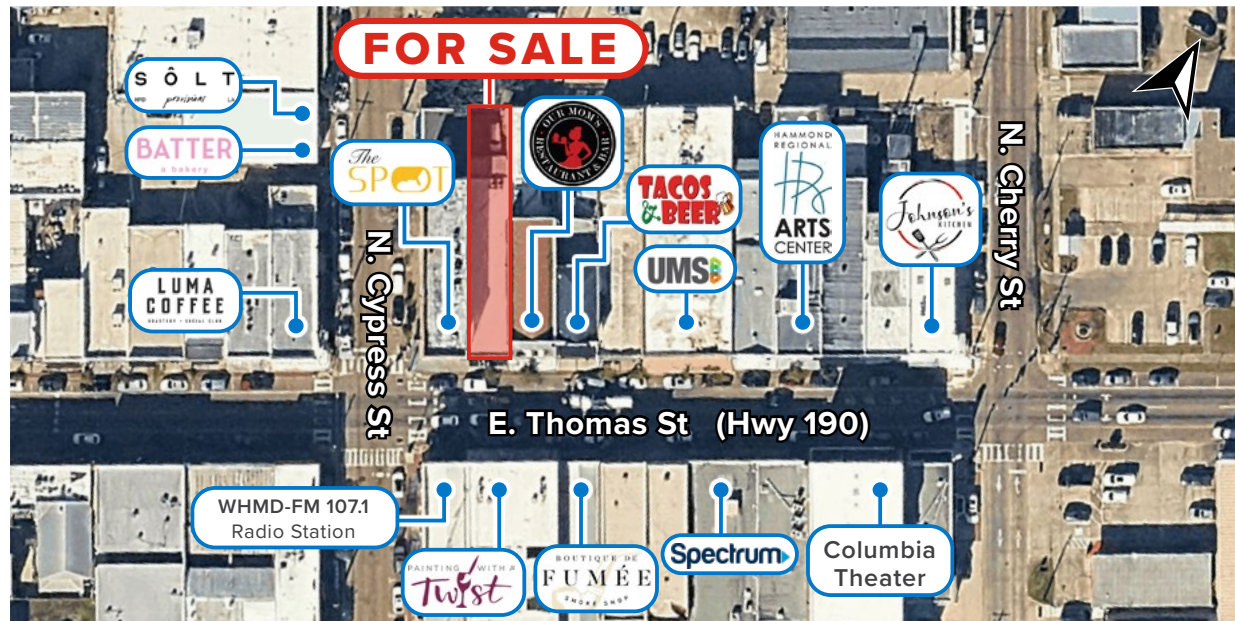 FOR SALE
SÔLT
HMD
provisions
LA
BATTER
a bakery
The
SPOT
OUR MOM'S
RESTAURANT & BAR
TACOS
& BEER
UMS
HAMMOND
REGIONAL
ARTS
CENTER
Johnson's
KITCHEN
LUMA
COFFEE
ROASTERY + SOCIAL CLUB
N. Cypress St
N. Cherry St
E. Thomas St (Hwy 190)
WHMD-FM 107.1
Radio Station
PAINTING WITH A
Twist
BOUTIQUE DE
FUMÉE
SMOKE SHOP
Spectrum
Columbia
Theater